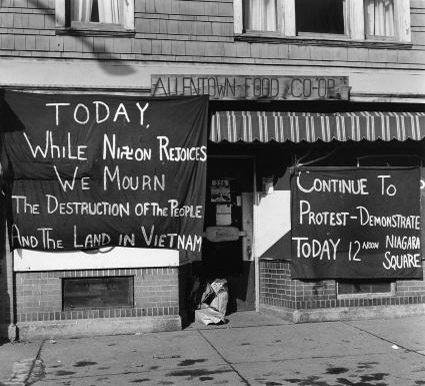 ALLENTOWN FOOD CO-OP
TODAY,
WHILE NIXON REJOICES
WE MOURN
THE DESTRUCTION OF THE PEOPLE
AND THE LAND IN VIETNAM
CONTINUE TO
PROTEST-DEMONSTRATE
TODAY 12 NOON NIAGARA
SQUARE